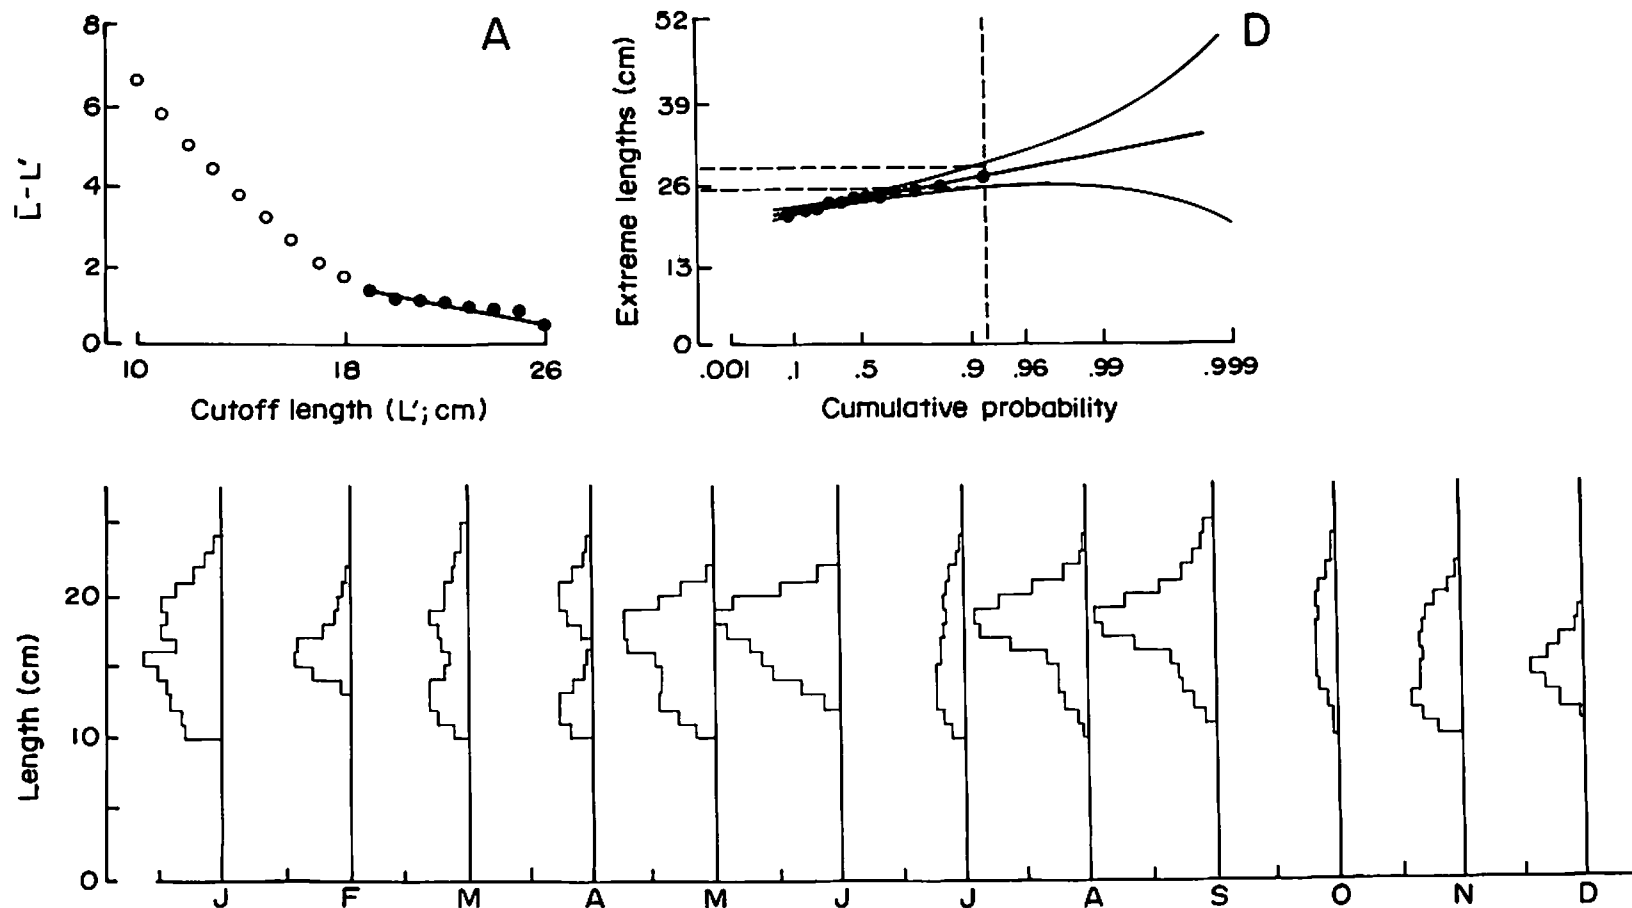 A
8
6
4
2
0
L̄-L′
10 18 26
Cutoff length (L′; cm)
D
52
39
26
13
0
Extreme lengths (cm)
.001 .1 .5 .9 .96 .99 .999
Cumulative probability
20
10
0
Length (cm)
J F M A M J J A S O N D